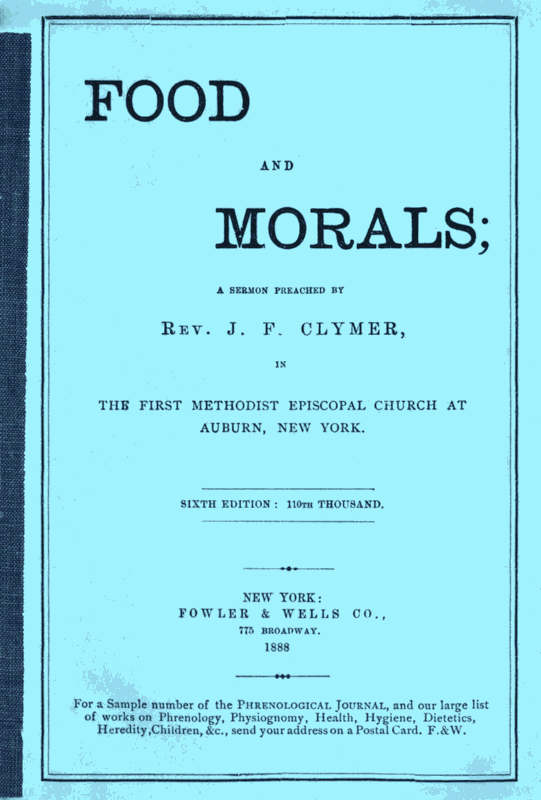 FOOD
AND
MORALS;
A SERMON PREACHED BY
REV. J. F. CLYMER,
IN
THE FIRST METHODIST EPISCOPAL CHURCH AT
AUBURN, NEW YORK.
SIXTH EDITION: 110TH THOUSAND.
NEW YORK:
FOWLER & WELLS CO.,
775 BROADWAY.
1888
For a Sample number of the PHRENOLOGICAL JOURNAL, and our large list
of works on Phrenology, Physiognomy, Health, Hygiene, Dietetics,
Heredity, Children, &c., send your address on a Postal Card. F. & W.